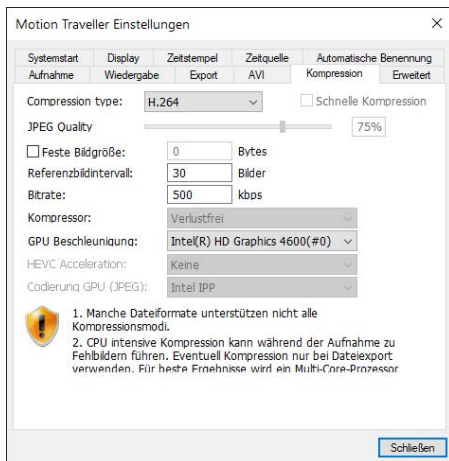 Motion Traveller Einstellungen
Systemstart Display Zeitstempel Zeitquelle Automatische Benennung
Aufnahme Wiedergabe Export AVI Kompression Erweitert
Compression type: H.264 Schnelle Kompression
JPEG Quality 75%
Feste Bildgröße: 0 Bytes
Referenzbildintervall: 30 Bilder
Bitrate: 500 kbps
Kompressor: Verlustfrei
GPU Beschleunigung: Intel(R) HD Graphics 4600(#0)
HEVC Acceleration: Keine
Codierung GPU (JPEG): Intel IPP
1. Manche Dateiformate unterstützen nicht alle
Kompressionsmodi.
2. CPU intensive Kompression kann während der Aufnahme zu
Fehlbildern führen. Eventuell Kompression nur bei Dateiexport
verwenden. Für beste Ergebnisse wird ein Multi-Core-Prozessor
Schließen